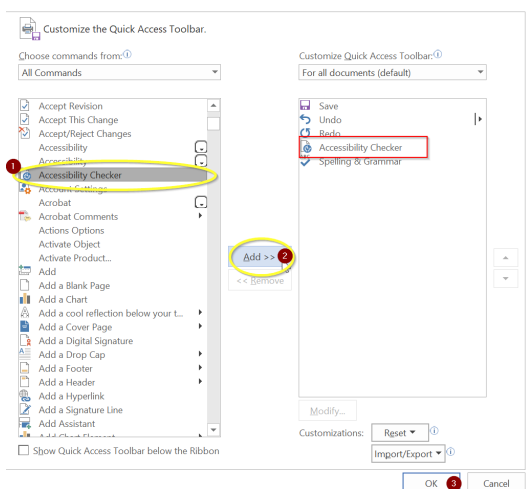 Customize the Quick Access Toolbar.
Choose commands from:
Customize Quick Access Toolbar:
All Commands
For all documents (default)
Accept Revision
Accept This Change
Accept/Reject Changes
Accessibility
Accessibility
1
Accessibility Checker
Account Settings
Acrobat
Acrobat Comments
Actions Options
Activate Object
Activate Product...
Add
Add a Blank Page
Add a Chart
Add a cool reflection below your t...
Add a Cover Page
Add a Digital Signature
Add a Drop Cap
Add a Footer
Add a Header
Add a Hyperlink
Add a Signature Line
Add Assistant
Add Chart Element
Add >> 2
<< Remove
Save
Undo
Redo
Accessibility Checker
Spelling & Grammar
Modify...
Customizations: Reset
Import/Export
Show Quick Access Toolbar below the Ribbon
OK 3 Cancel